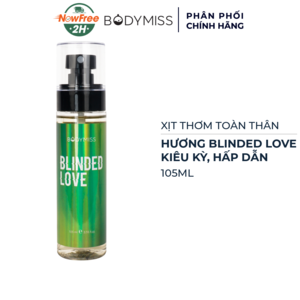 NowFree
2H
BODYMISS
PHÂN PHỐI
CHÍNH HÃNG
XỊT THƠM TOÀN THÂN
HƯƠNG BLINDED LOVE
KIÊU KỲ, HẤP DẪN
105ML
BODYMISS
BLINDED
LOVE